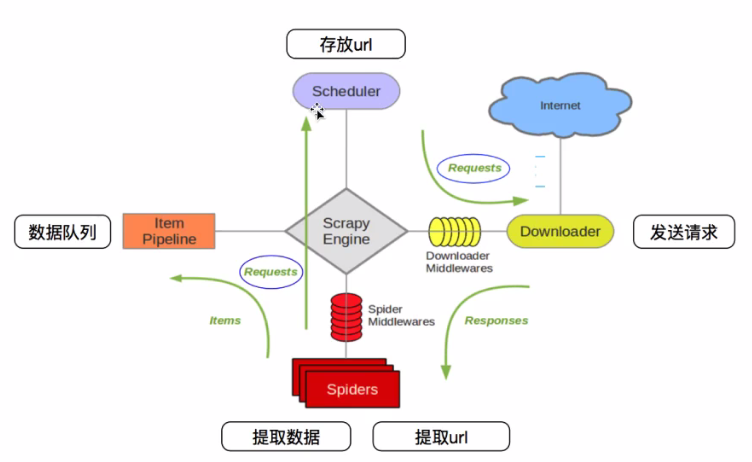 存放url
Scheduler
Internet
Requests
数据队列
Item
Pipeline
Scrapy
Engine
Downloader
发送请求
Downloader
Middlewares
Requests
Spider
Middlewares
Items
Responses
Spiders
提取数据
提取url